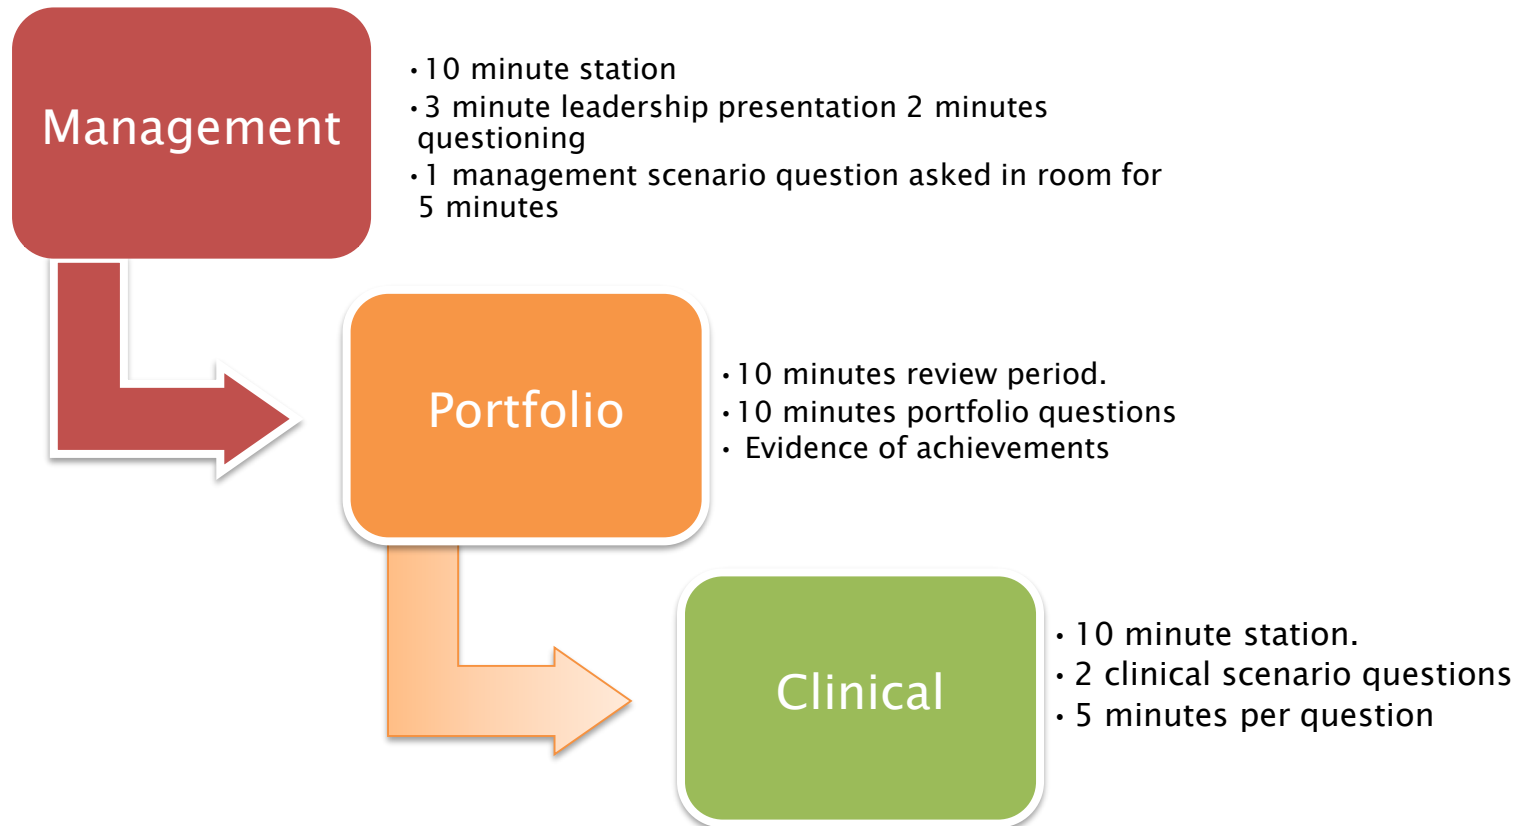 Management
•10 minute station
•3 minute leadership presentation 2 minutes
questioning
•1 management scenario question asked in room for
5 minutes
Portfolio
•10 minutes review period.
•10 minutes portfolio questions
• Evidence of achievements
Clinical
•10 minute station.
•2 clinical scenario questions
•5 minutes per question